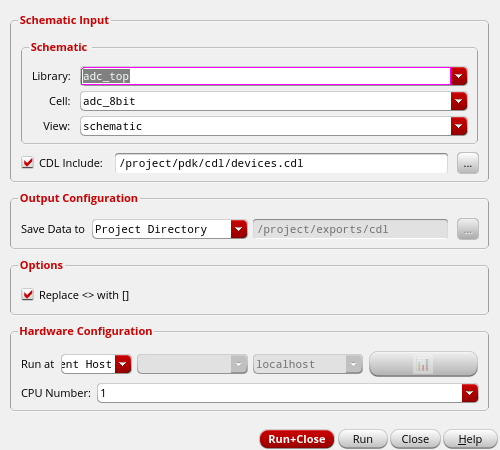 Schematic Input
Schematic
Library: adc_top
Cell: adc_8bit
View: schematic
CDL Include: /project/pdk/cdl/devices.cdl ...
Output Configuration
Save Data to Project Directory /project/exports/cdl ...
Options
Replace <> with []
Hardware Configuration
Run at ent Host localhost
CPU Number: 1
Run+Close Run Close Help